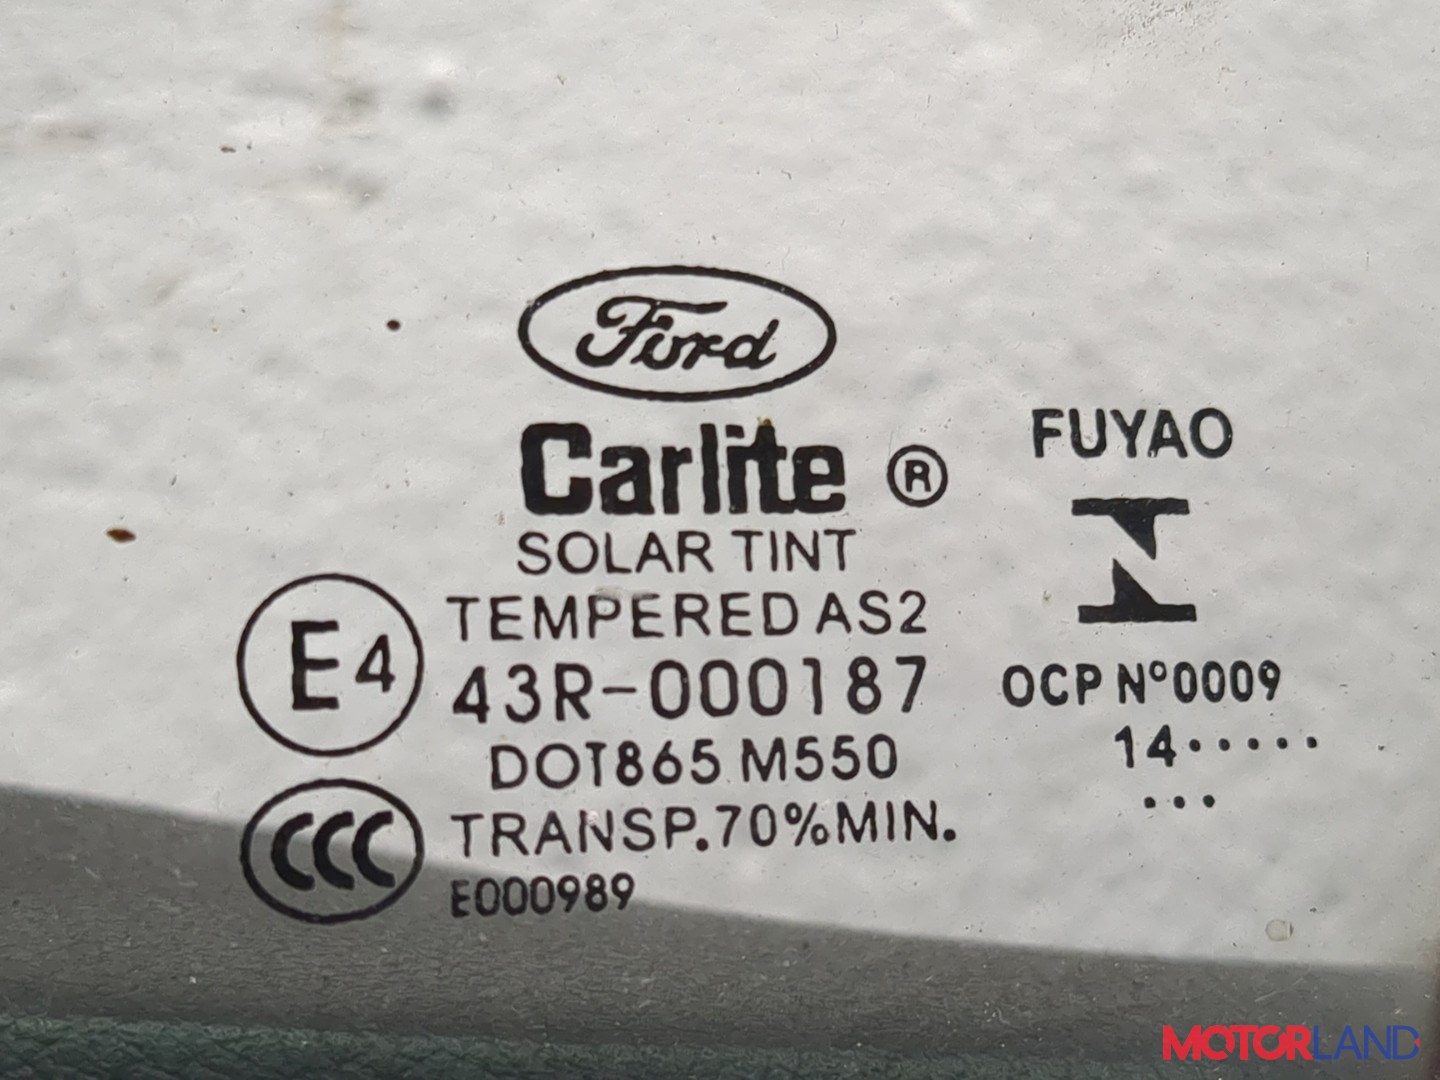 Ford
Carlite ®
SOLAR TINT
TEMPERED AS2
E4
43R-000187
DOT865 M550
CCC
TRANSP.70%MIN.
E000989
FUYAO
OCP N°0009
14·····
···
MOTORLAND